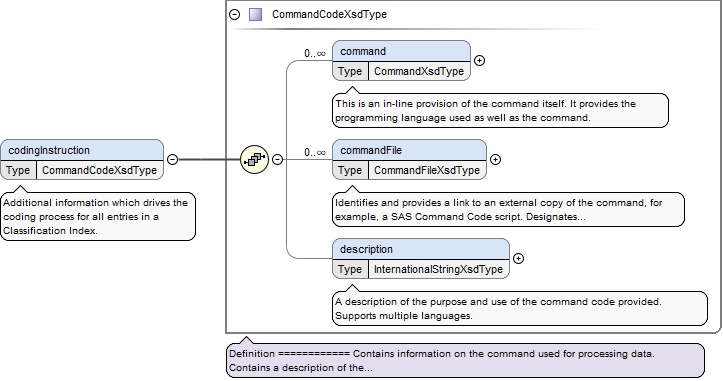 CommandCodeXsdType
0..∞
command
Type CommandXsdType
This is an in-line provision of the command itself. It provides the
programming language used as well as the command.
codingInstruction
Type CommandCodeXsdType
Additional information which drives the
coding process for all entries in a
Classification Index.
0..∞
commandFile
Type CommandFileXsdType
Identifies and provides a link to an external copy of the command, for
example, a SAS Command Code script. Designates...
description
Type InternationalStringXsdType
A description of the purpose and use of the command code provided.
Supports multiple languages.
Definition ============ Contains information on the command used for processing data.
Contains a description of the...